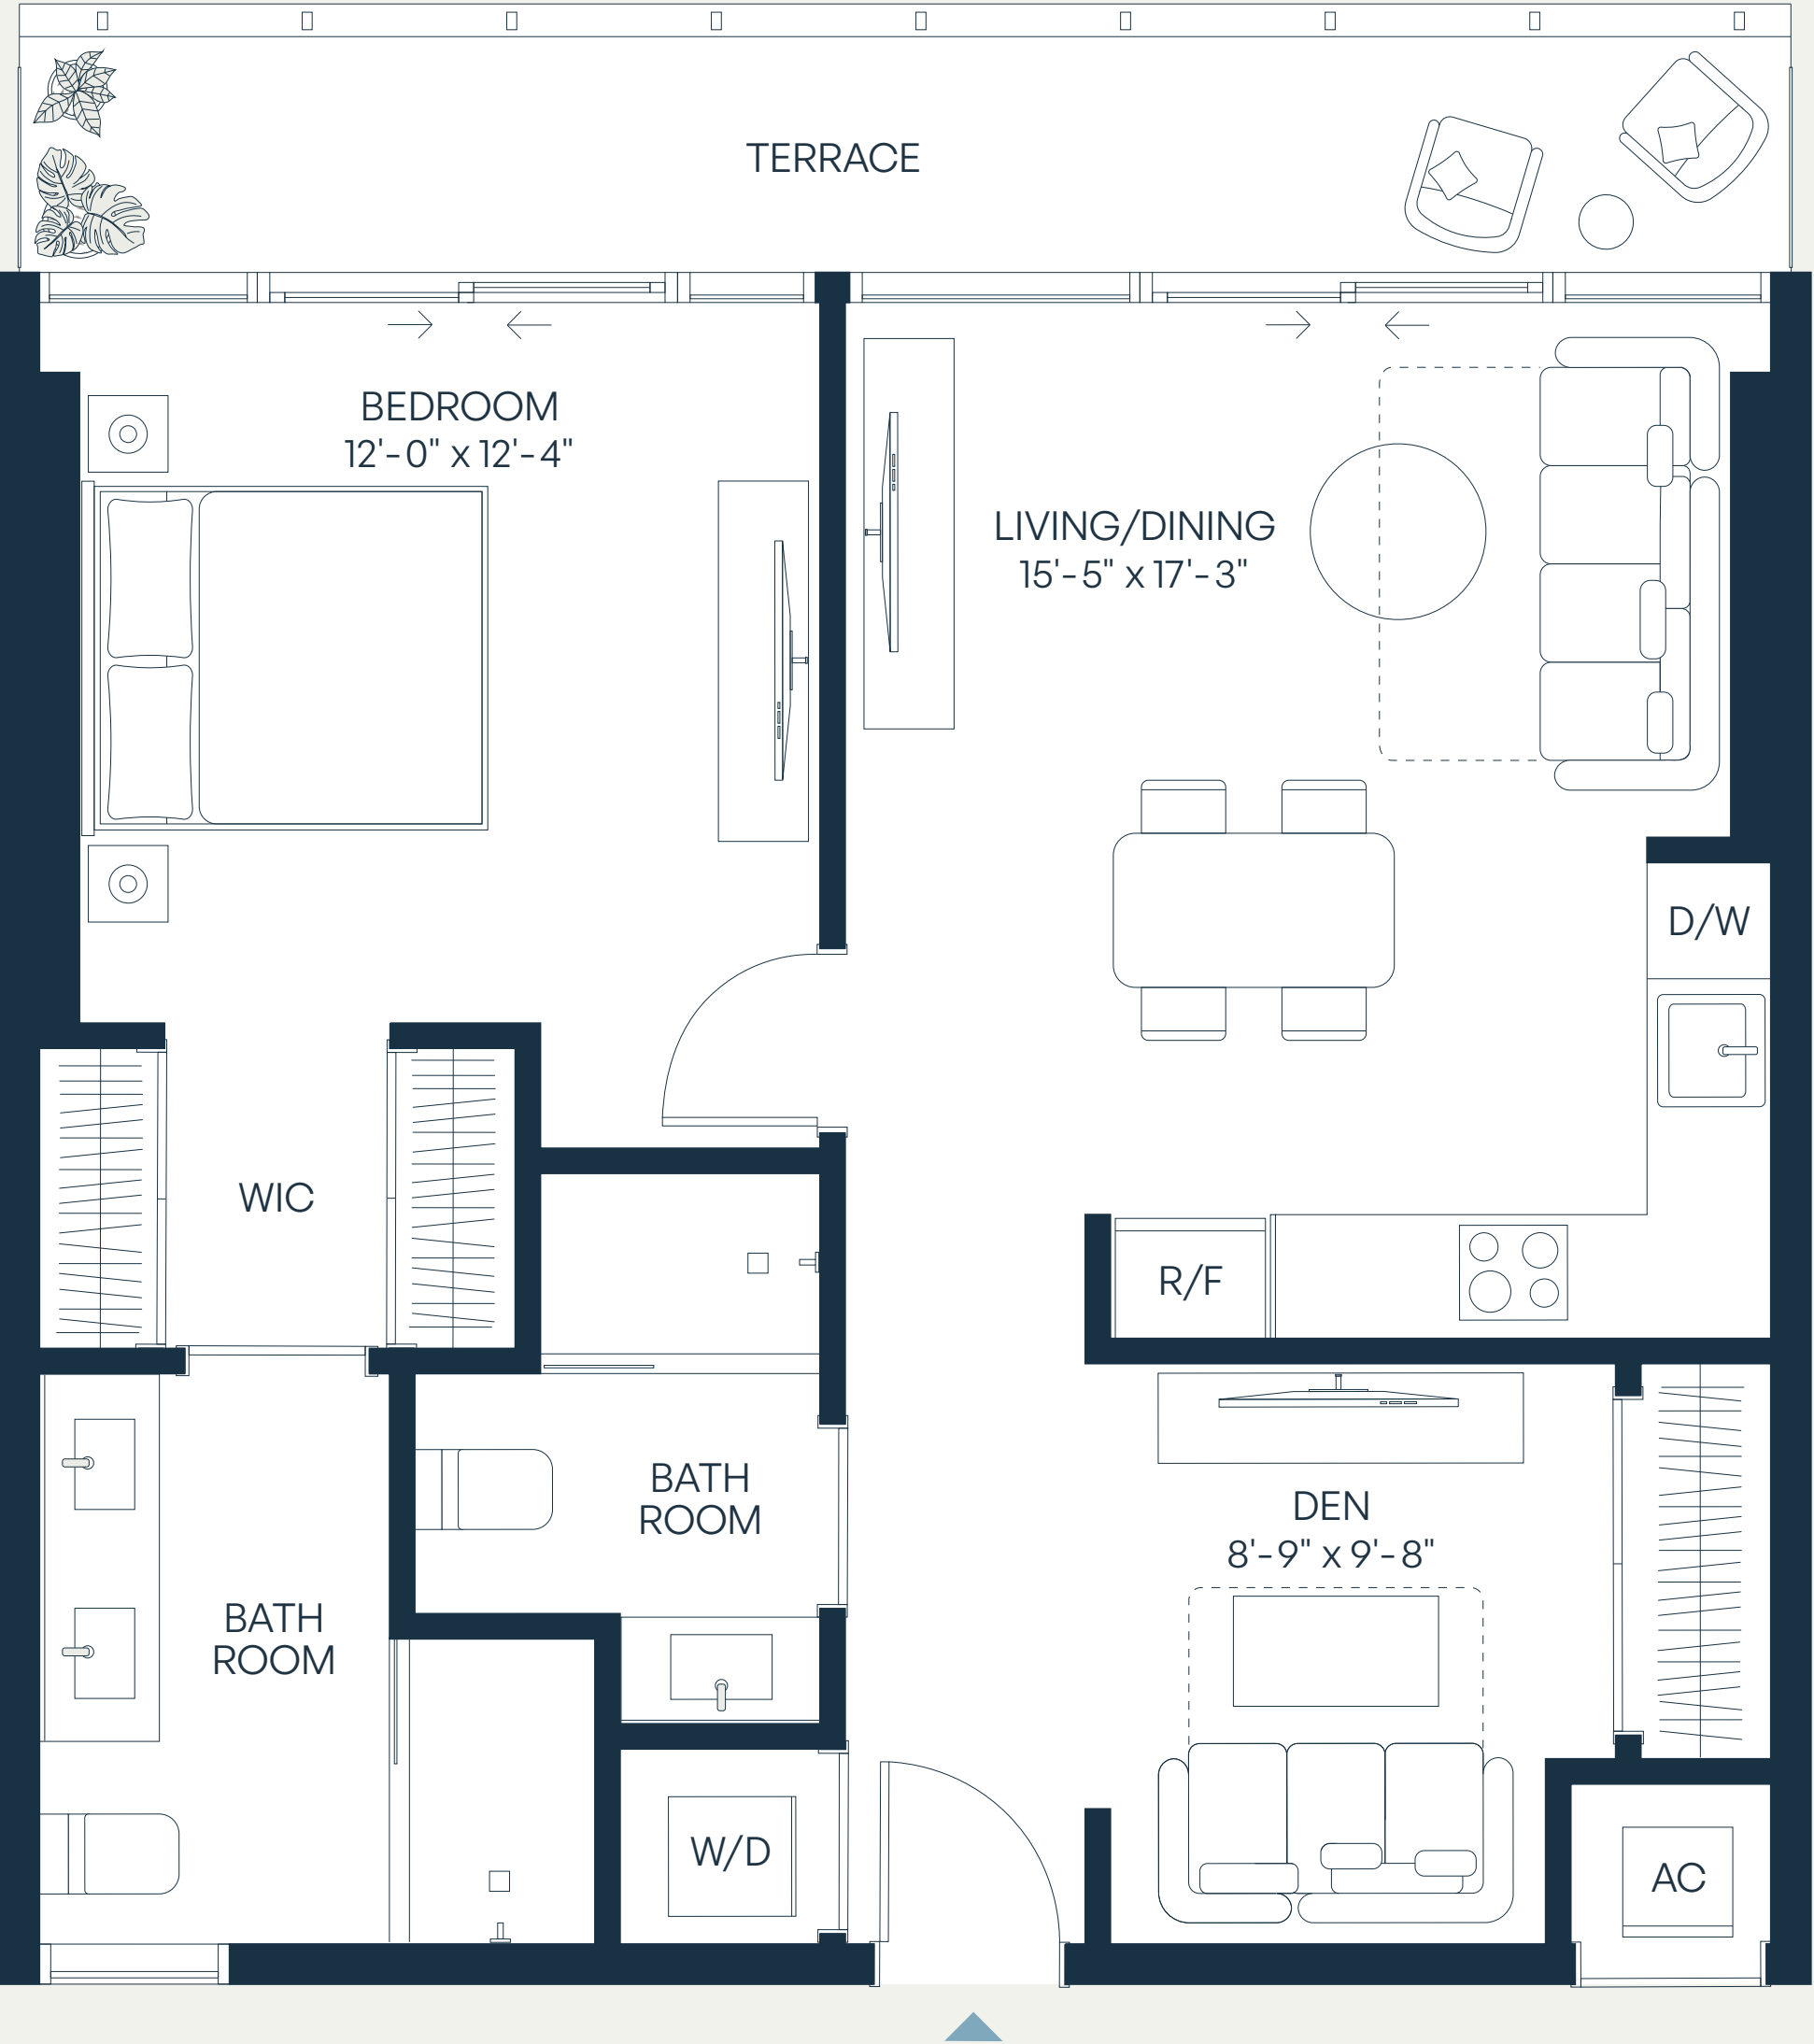 TERRACE
BEDROOM
12'-0" x 12'-4"
LIVING/DINING
15'-5" x 17'-3"
D/W
WIC
R/F
BATH
ROOM
DEN
8'-9" x 9'-8"
BATH
ROOM
W/D
AC